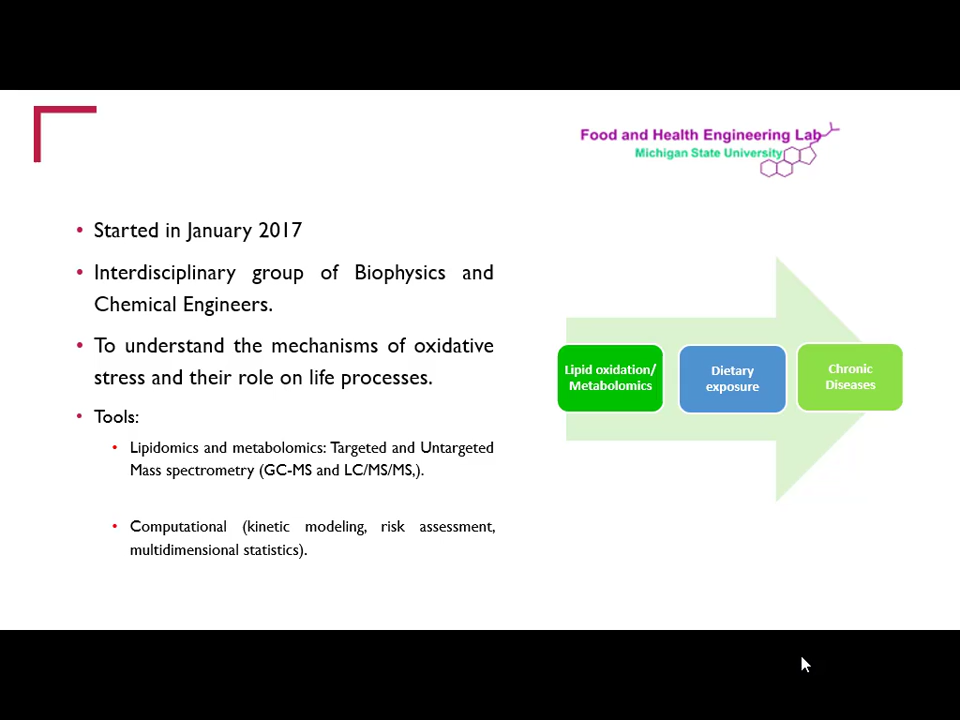 Food and Health Engineering Lab
Michigan State University
• Started in January 2017
• Interdisciplinary group of Biophysics and
Chemical Engineers.
• To understand the mechanisms of oxidative
stress and their role on life processes.
• Tools:
• Lipidomics and metabolomics: Targeted and Untargeted
Mass spectrometry (GC-MS and LC/MS/MS,).
• Computational (kinetic modeling, risk assessment,
multidimensional statistics).
Lipid oxidation/
Metabolomics
Dietary
exposure
Chronic
Diseases